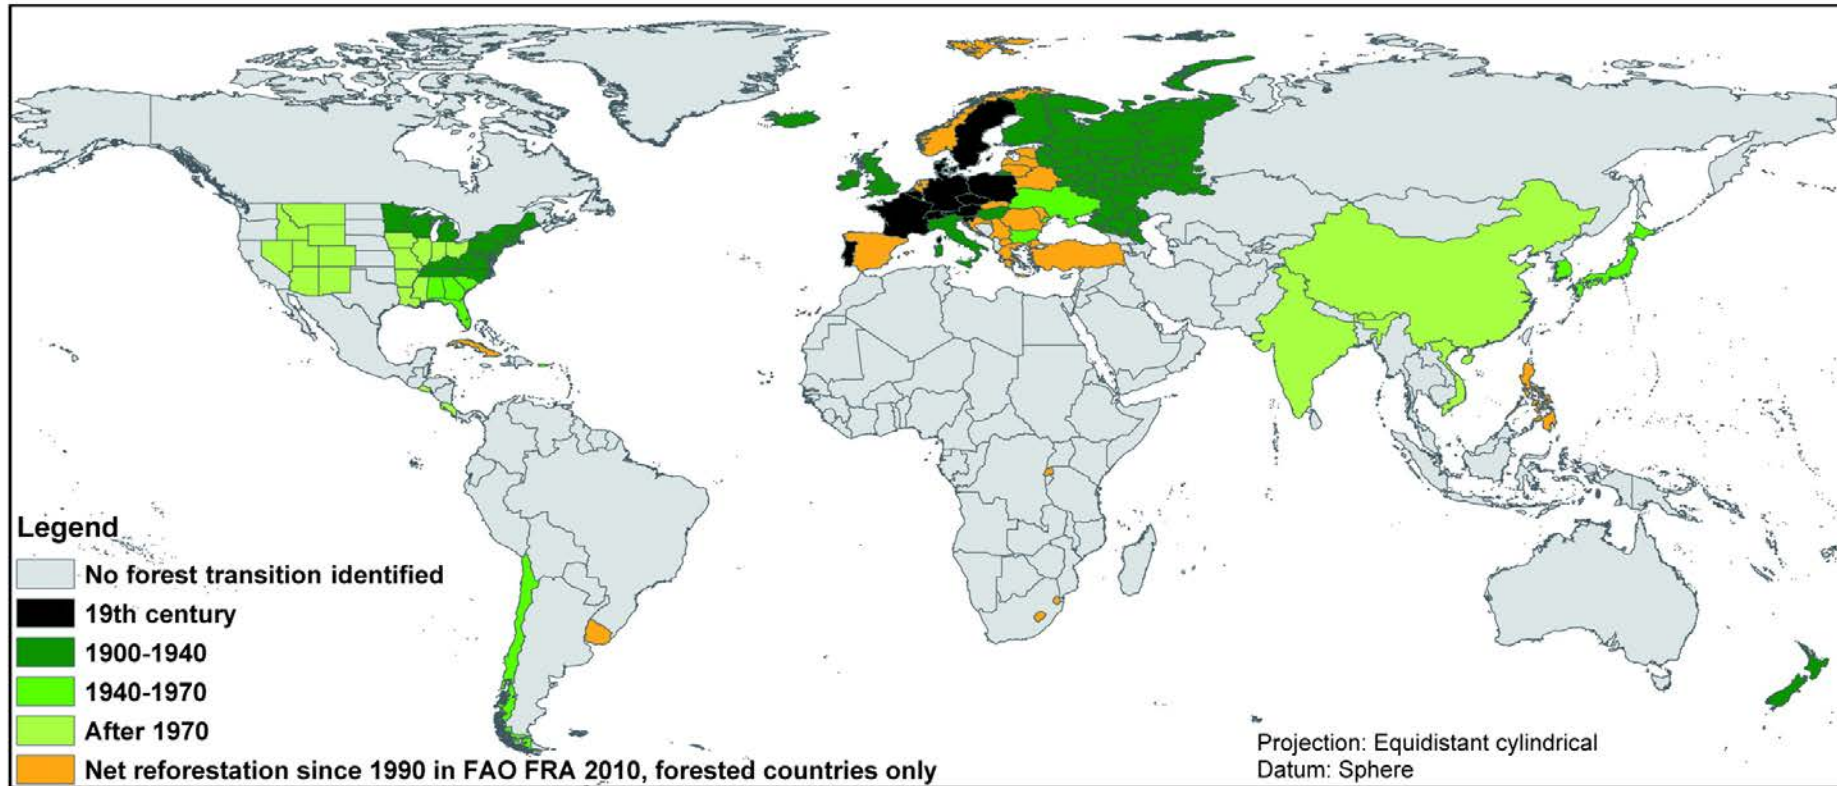 Legend
No forest transition identified
19th century
1900-1940
1940-1970
After 1970
Net reforestation since 1990 in FAO FRA 2010, forested countries only
Projection: Equidistant cylindrical
Datum: Sphere